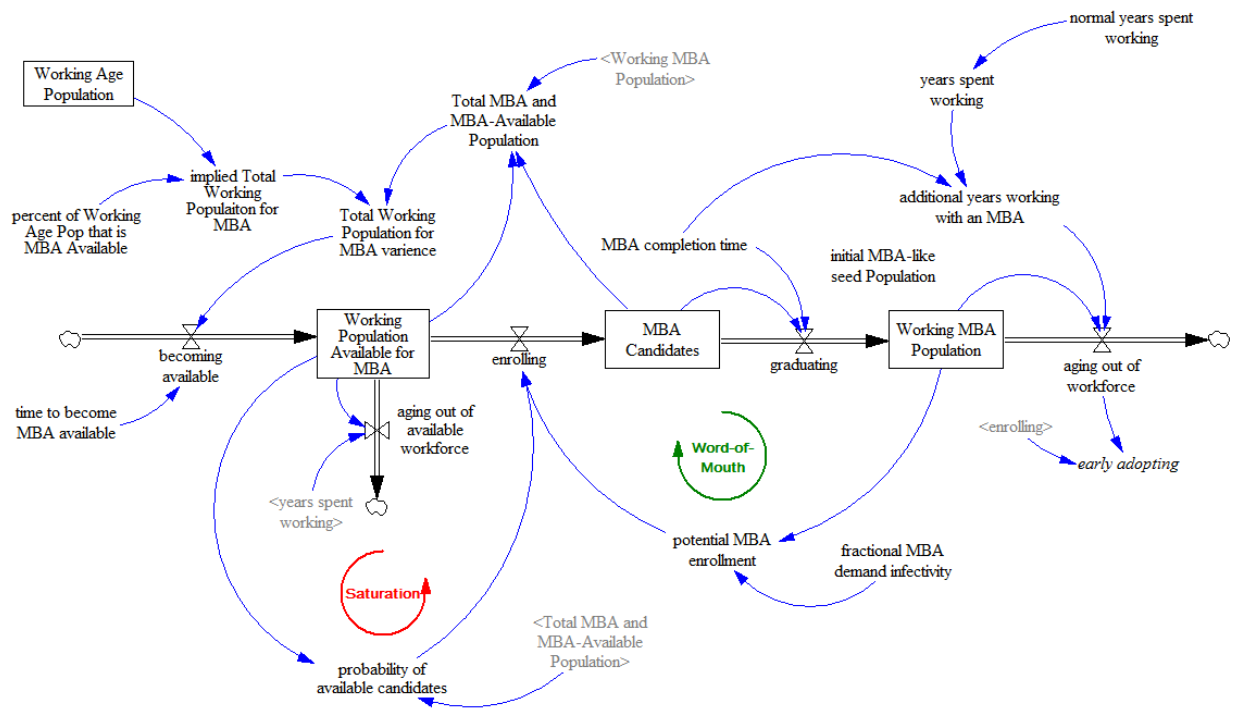 normal years spent
working
<Working MBA
Population>
Working Age
Population
years spent
working
Total MBA and
MBA-Available
Population
implied Total
Working
Populaiton for
MBA
percent of Working
Age Pop that is
MBA Available
Total Working
Population for
MBA varience
additional years working
with an MBA
MBA completion time
initial MBA-like
seed Population
Working
Population
Available for
MBA
MBA
Candidates
Working MBA
Population
becoming
available
enrolling
graduating
aging out of
workforce
time to become
MBA available
aging out of
available
workforce
<enrolling>
early adopting
Word-of-
Mouth
<years spent
working>
potential MBA
enrollment
fractional MBA
demand infectivity
Saturation
<Total MBA and
MBA-Available
Population>
probability of
available candidates